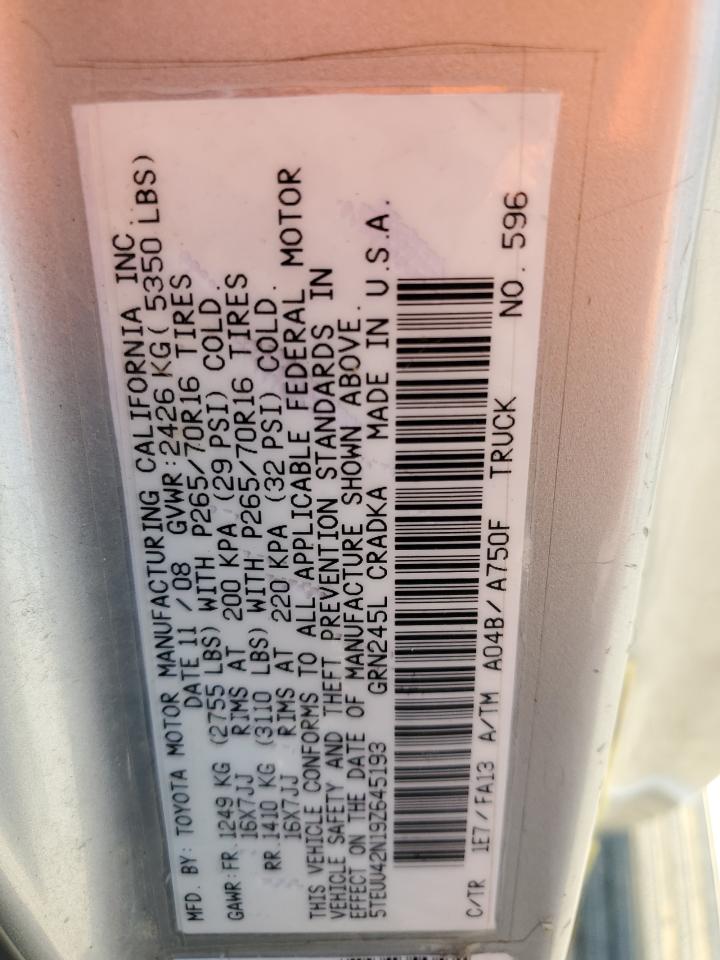 MFD. BY: TOYOTA MOTOR MANUFACTURING CALIFORNIA INC.
DATE 11 / 08 GVWR: 2426 KG( 5350 LBS)
GAWR: FR. 1249 KG (2755 LBS) WITH P265/70R16 TIRES
16X7JJ RIMS AT 200 KPA (29 PSI) COLD.
RR. 1410 KG (3110 LBS) WITH P265/70R16 TIRES
16X7JJ RIMS AT 220 KPA (32 PSI) COLD.
THIS VEHICLE CONFORMS TO ALL APPLICABLE FEDERAL MOTOR
VEHICLE SAFETY AND THEFT PREVENTION STANDARDS IN
EFFECT ON THE DATE OF MANUFACTURE SHOWN ABOVE.
5TEUU42N19Z645193 GRN245L CRADKA MADE IN U.S.A.
C/TR 1E7/FA13 A/TM A04B/A750F TRUCK NO. 596